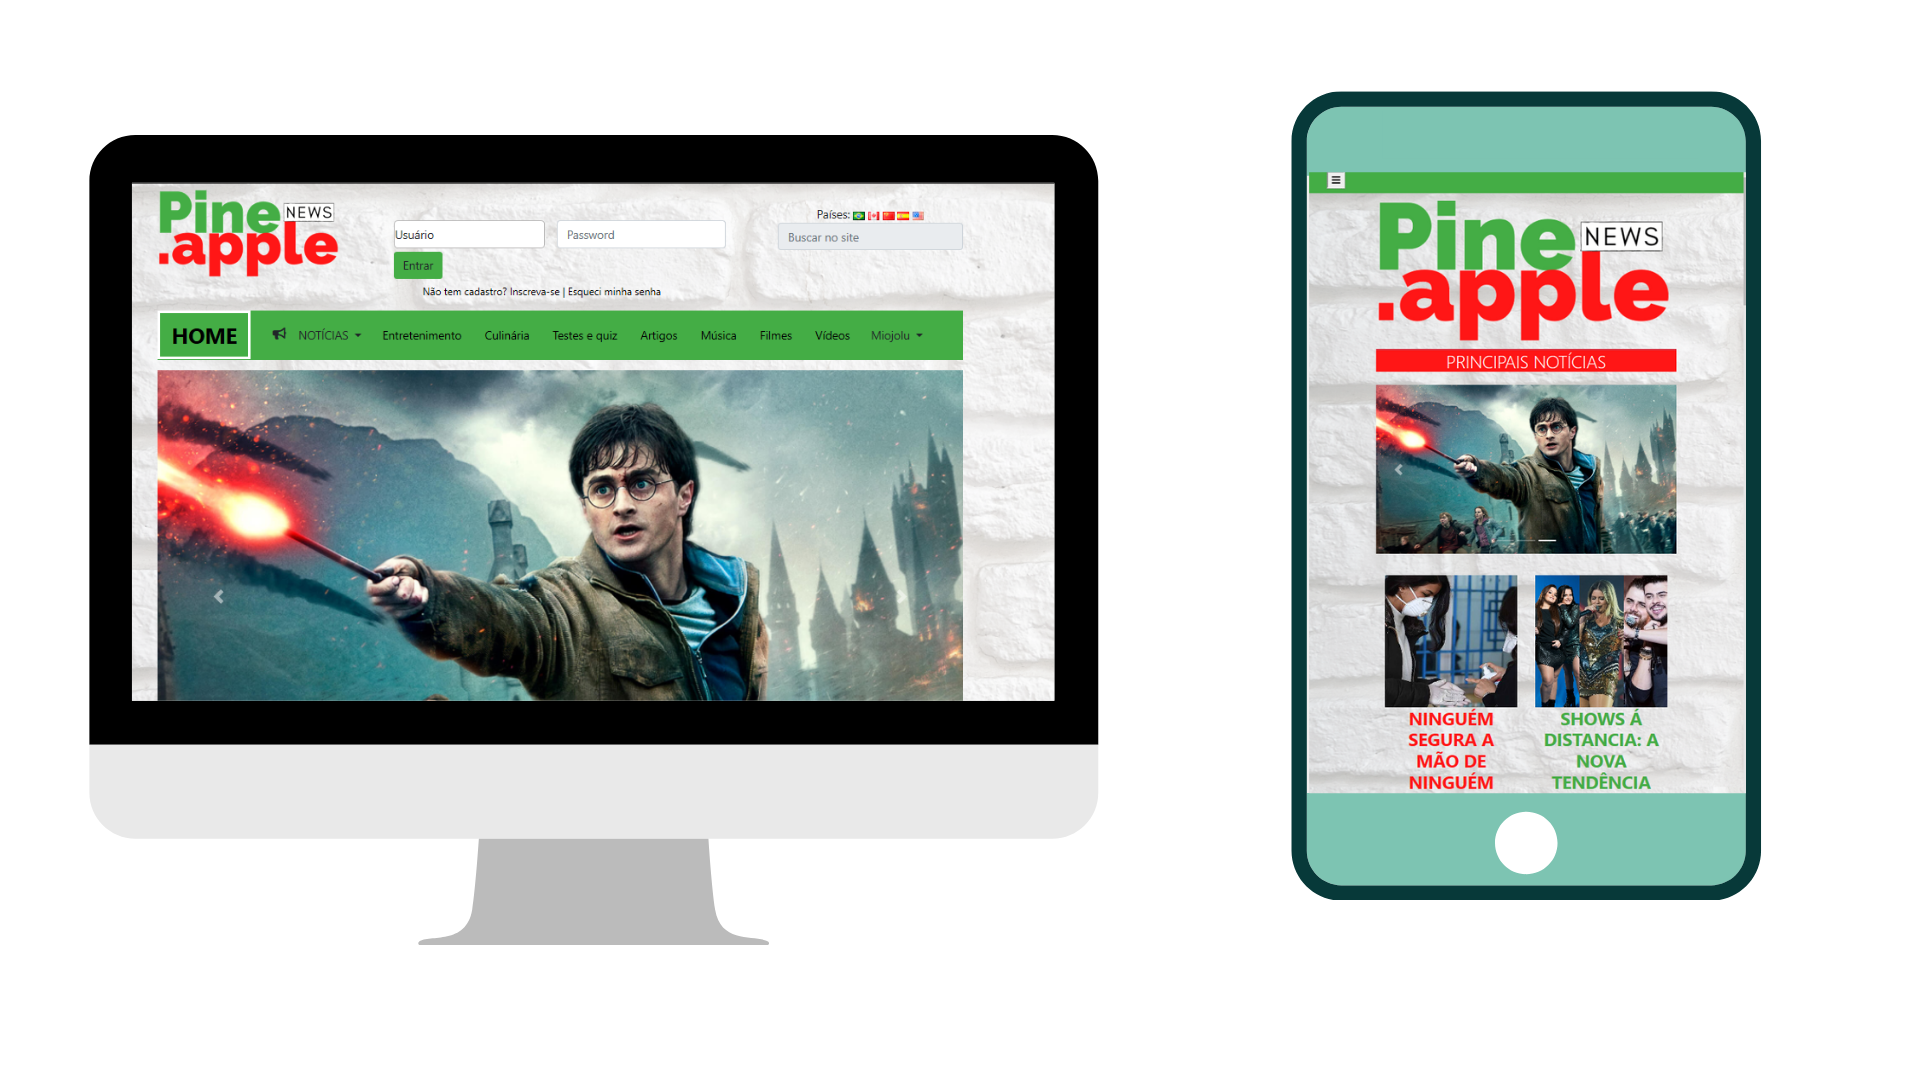 Pine NEWS
.apple
Usuário
Password
Países:
Buscar no site
Entrar
Não tem cadastro? Inscreva-se | Esqueci minha senha
HOME NOTÍCIAS Entretenimento Culinária Testes e quiz Artigos Música Filmes Vídeos Miojolu
Pine NEWS
.apple
PRINCIPAIS NOTÍCIAS
NINGUÉM
SEGURA A
MÃO DE
NINGUÉM
SHOWS Á
DISTANCIA: A
NOVA
TENDÊNCIA